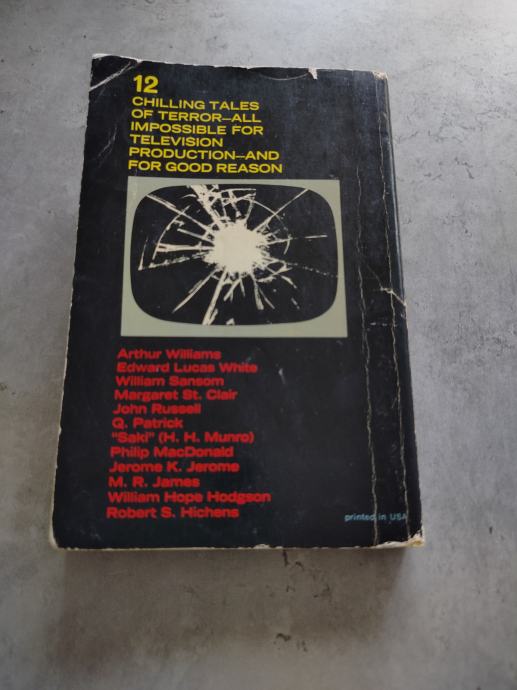 12
CHILLING TALES
OF TERROR—ALL
IMPOSSIBLE FOR
TELEVISION
PRODUCTION—AND
FOR GOOD REASON
Arthur Williams
Edward Lucas White
William Sansom
Margaret St. Clair
John Russell
Q. Patrick
"Saki" (H. H. Munro)
Philip MacDonald
Jerome K. Jerome
M. R. James
William Hope Hodgson
Robert S. Hichens
printed in USA